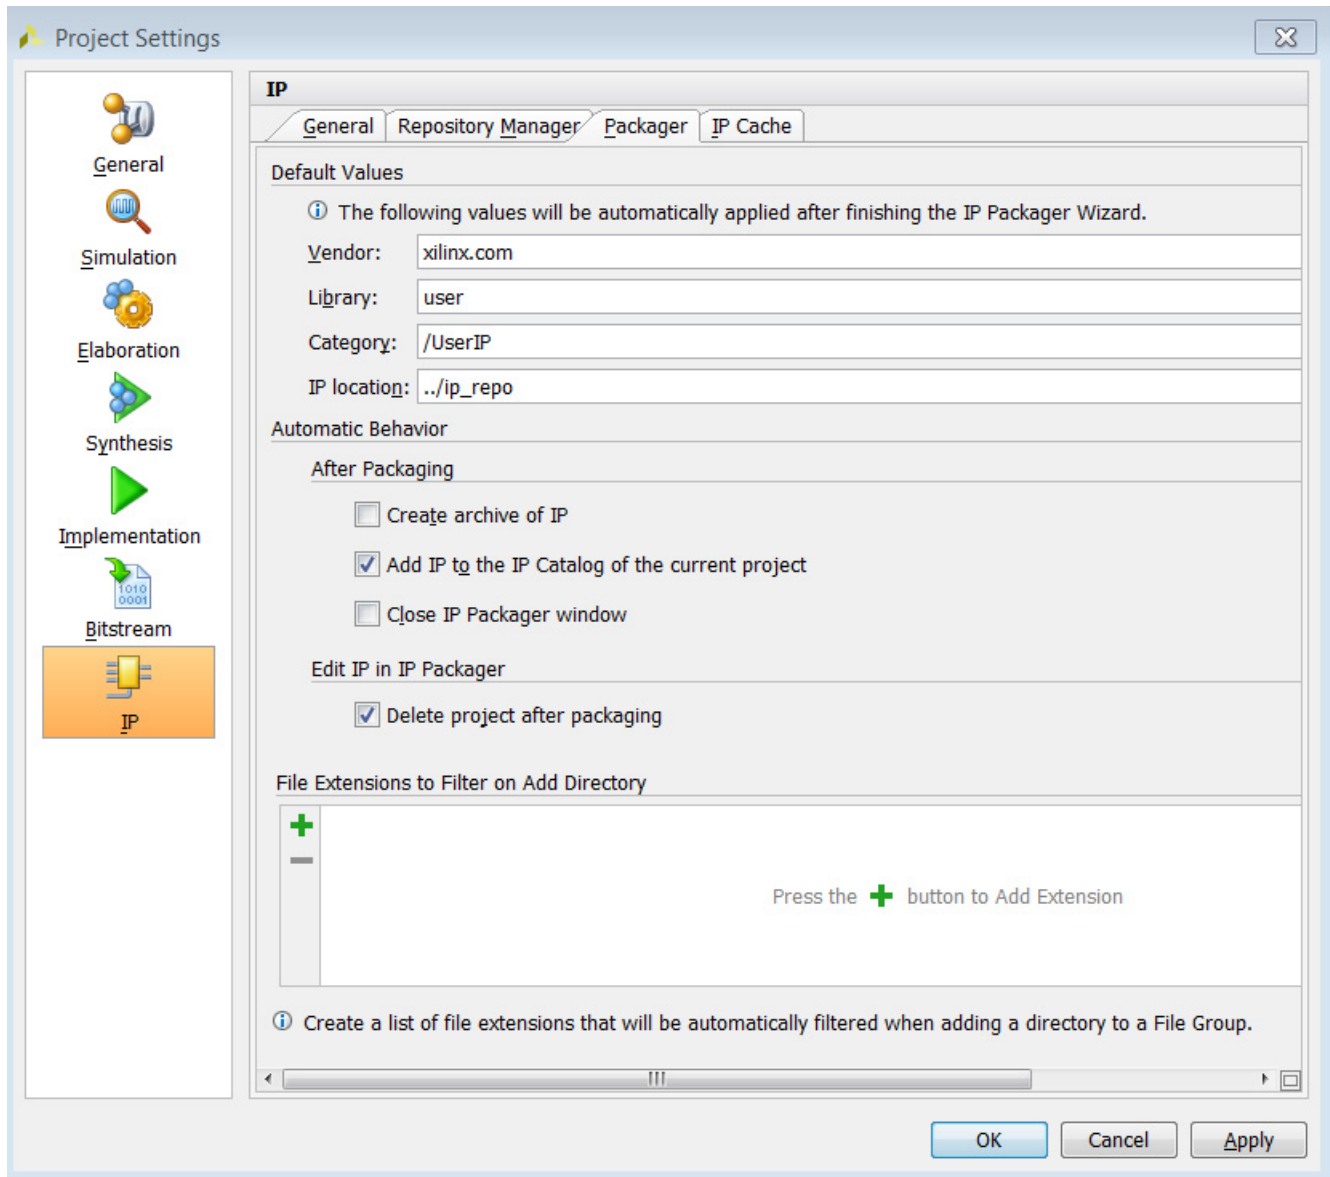 Project Settings
General
Simulation
Elaboration
Synthesis
Implementation
1010
0001
Bitstream
IP
IP
General Repository Manager Packager IP Cache
Default Values
The following values will be automatically applied after finishing the IP Packager Wizard.
Vendor: xilinx.com
Library: user
Category: /UserIP
IP location: ../ip_repo
Automatic Behavior
After Packaging
Create archive of IP
Add IP to the IP Catalog of the current project
Close IP Packager window
Edit IP in IP Packager
Delete project after packaging
File Extensions to Filter on Add Directory
Press the + button to Add Extension
Create a list of file extensions that will be automatically filtered when adding a directory to a File Group.
OK Cancel Apply